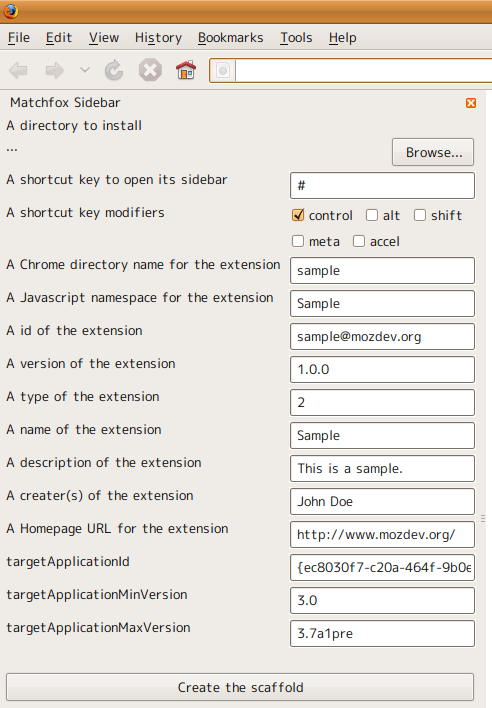 File Edit View History Bookmarks Tools Help
Matchfox Sidebar
A directory to install
...
Browse...
A shortcut key to open its sidebar #
A shortcut key modifiers control alt shift
meta accel
A Chrome directory name for the extension sample
A Javascript namespace for the extension Sample
A id of the extension sample@mozdev.org
A version of the extension 1.0.0
A type of the extension 2
A name of the extension Sample
A description of the extension This is a sample.
A creater(s) of the extension John Doe
A Homepage URL for the extension http://www.mozdev.org/
targetApplicationId {ec8030f7-c20a-464f-9b0e
targetApplicationMinVersion 3.0
targetApplicationMaxVersion 3.7a1pre
Create the scaffold